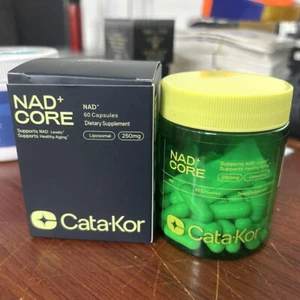 NAD+
CORE
Supports NAD+ Levels*
Supports Healthy Aging*
NAD+
60 Capsules
Dietary Supplement
Liposomal
250mg
Cata-Kor
NAD+
CORE
Supports NAD+ Levels*
Supports Healthy Aging*
250mg
Cata-Kor